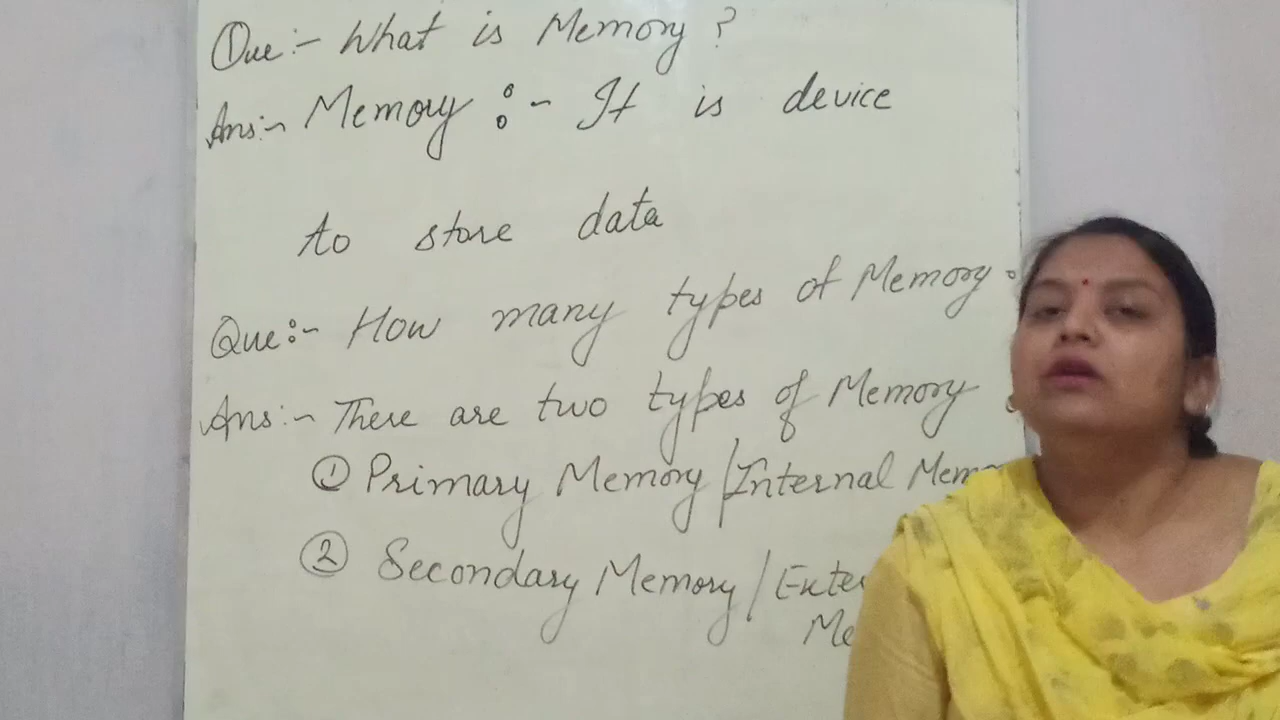 Que:- What is Memory ?
Ans:- Memory :- It is device
to store data
Que:- How many types of Memory
Ans:- There are two types of Memory
① Primary Memory / Internal Mem
② Secondary Memory / Exter
Me